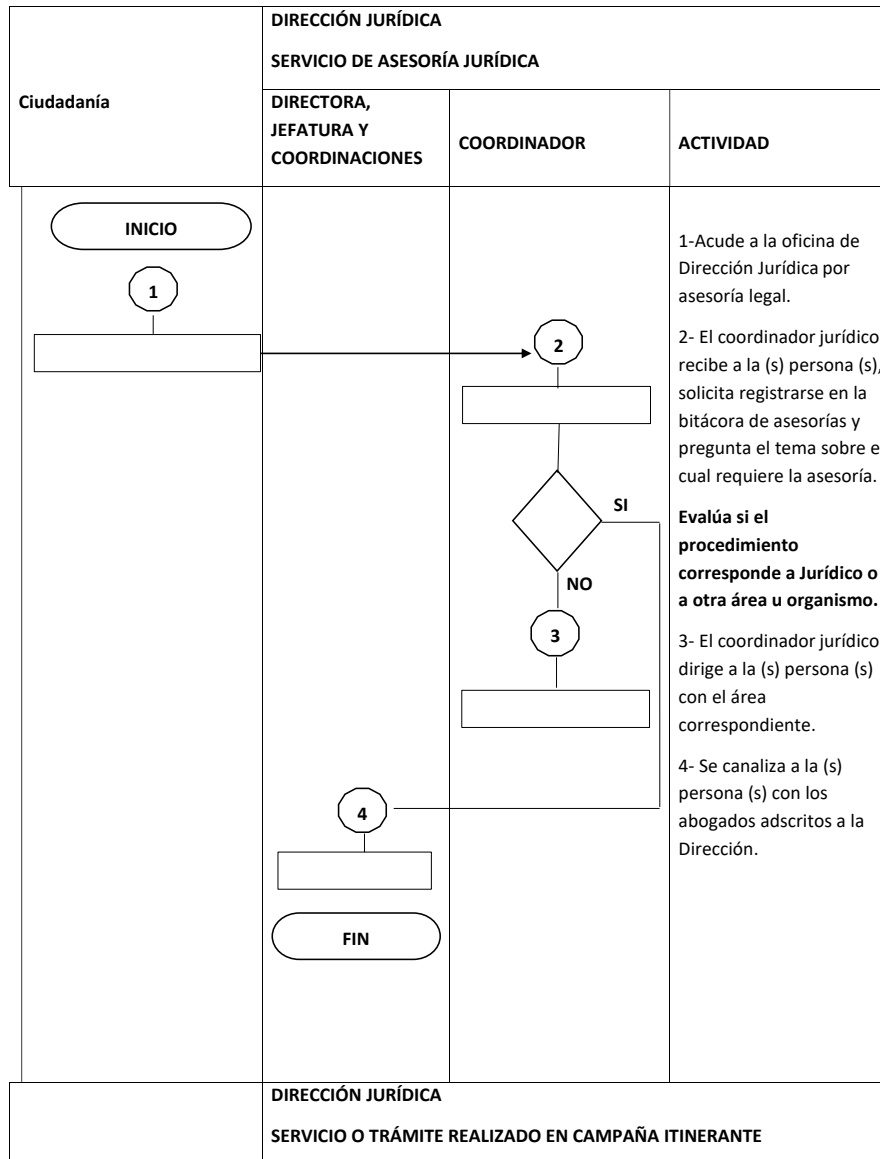 DIRECCIÓN JURÍDICA
SERVICIO DE ASESORÍA JURÍDICA
Ciudadanía
DIRECTORA,
JEFATURA Y
COORDINACIONES
COORDINADOR
ACTIVIDAD
INICIO
1
2
SI
NO
3
4
FIN
1-Acude a la oficina de
Dirección Jurídica por
asesoría legal.
2- El coordinador jurídico
recibe a la (s) persona (s),
solicita registrarse en la
bitácora de asesorías y
pregunta el tema sobre e
cual requiere la asesoría.
Evalúa si el
procedimiento
corresponde a Jurídico o
a otra área u organismo.
3- El coordinador jurídico
dirige a la (s) persona (s)
con el área
correspondiente.
4- Se canaliza a la (s)
persona (s) con los
abogados adscritos a la
Dirección.
DIRECCIÓN JURÍDICA
SERVICIO O TRÁMITE REALIZADO EN CAMPAÑA ITINERANTE